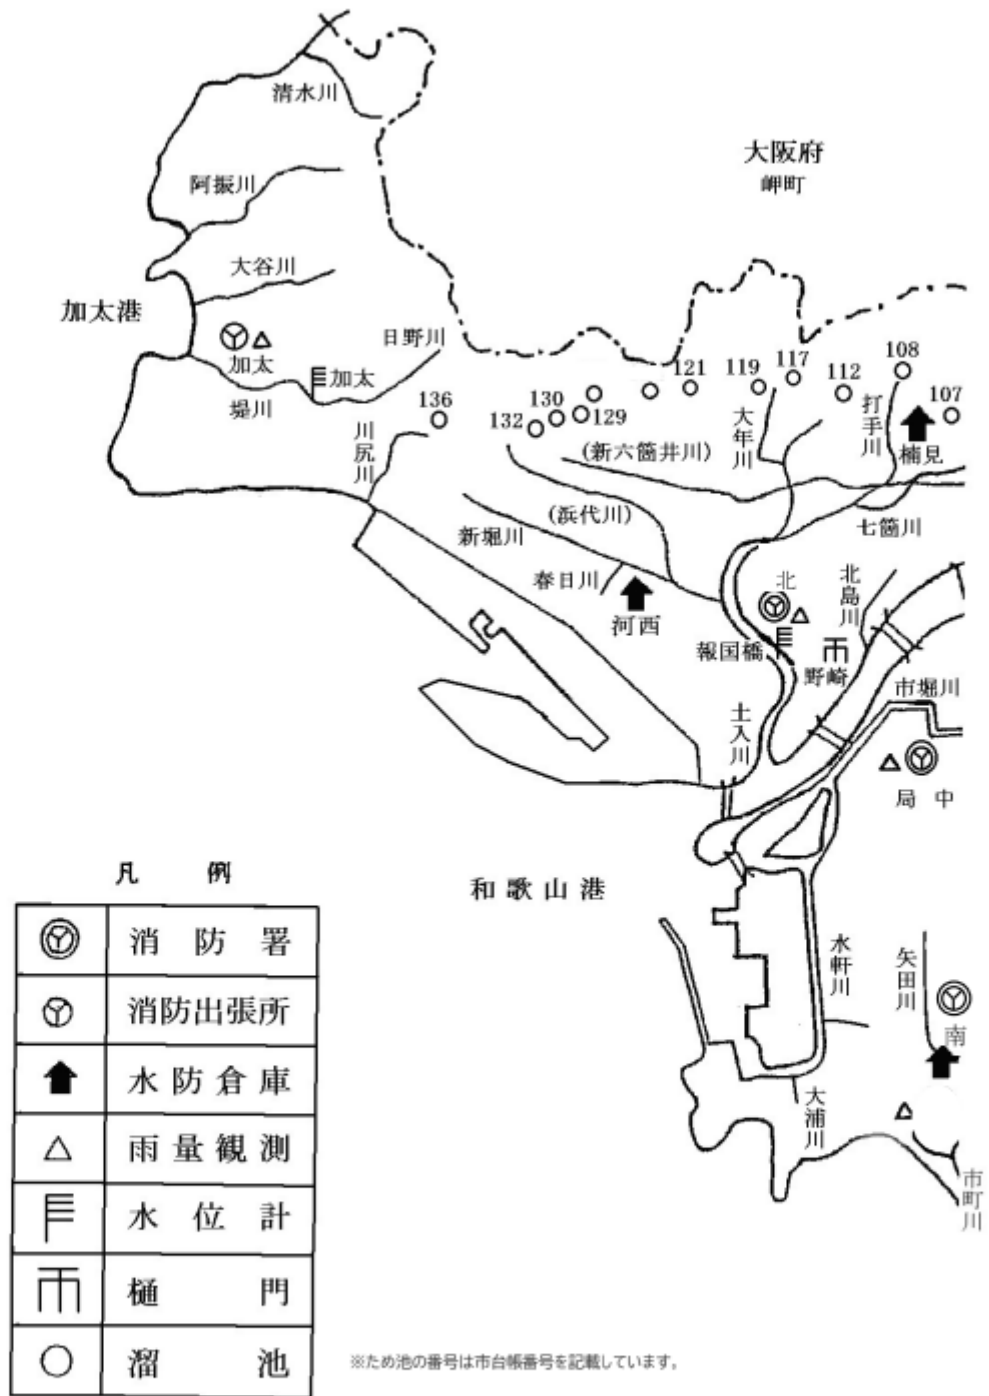 清水川
大阪府
岬町
阿振川
大谷川
加太港
日野川
加太
加太
堤川
136
132
130
129
121
119
117
112
108
107
川尻川
大年川
打手川
楠見
(新六箇井川)
(浜代川)
七箇川
新堀川
春日川
河西
北
北島川
報国橋
野崎
市堀川
土入川
局 中
和歌山港
水軒川
矢田川
南
大浦川
市町川
凡 例
消 防 署
消防出張所
水防倉庫
雨量観測
水 位 計
樋 門
溜 池
※ため池の番号は市台帳番号を記載しています。